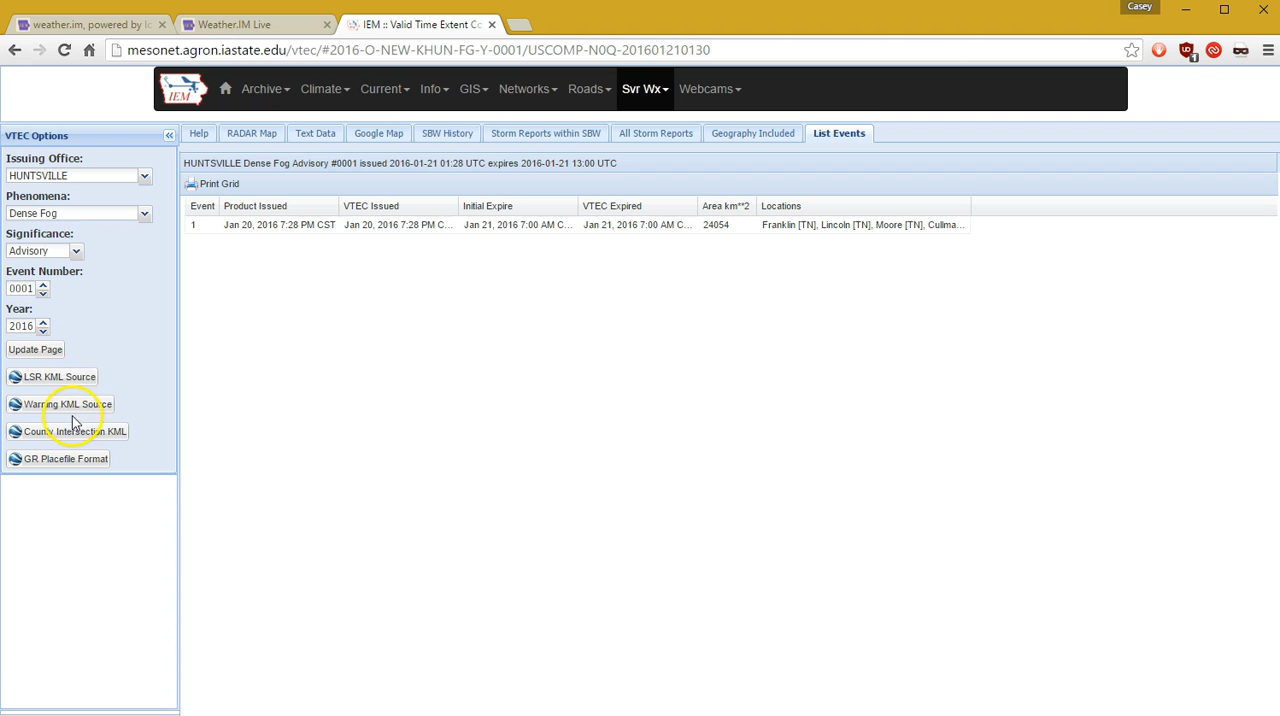 Casey
weather.im, powered by Io
Weather.IM Live
IEM :: Valid Time Extent Co
mesonet.agron.iastate.edu/vtec/#2016-O-NEW-KHUN-FG-Y-0001/USCOMP-N0Q-201601210130
UD
1
IEM
Archive
Climate
Current
Info
GIS
Networks
Roads
Svr Wx
Webcams
VTEC Options
Help
RADAR Map
Text Data
Google Map
SBW History
Storm Reports within SBW
All Storm Reports
Geography Included
List Events
Issuing Office:
HUNTSVILLE
Phenomena:
Dense Fog
Significance:
Advisory
Event Number:
0001
Year:
2016
Update Page
LSR KML Source
Warning KML Source
County Intersection KML
GR Placefile Format
HUNTSVILLE Dense Fog Advisory #0001 issued 2016-01-21 01:28 UTC expires 2016-01-21 13:00 UTC
Print Grid
Event Product Issued VTEC Issued Initial Expire VTEC Expired Area km**2 Locations
1 Jan 20, 2016 7:28 PM CST Jan 20, 2016 7:28 PM C... Jan 21, 2016 7:00 AM C... Jan 21, 2016 7:00 AM C... 24054 Franklin [TN], Lincoln [TN], Moore [TN], Cullma...